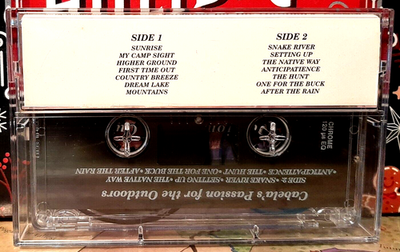 SIDE 1
SUNRISE
MY CAMP SIGHT
HIGHER GROUND
FIRST TIME OUT
COUNTRY BREEZE
DREAM LAKE
MOUNTAINS
SIDE 2
SNAKE RIVER
SETTING UP
THE NATIVE WAY
ANTICIPATIENCE
THE HUNT
ONE FOR THE BUCK
AFTER THE RAIN
CHROME
120 µs EQ
Cabela's Passion for the Outdoors
SIDE 2: SNAKE RIVER • SETTING UP • THE NATIVE WAY
• ANTICIPATIENCE • THE HUNT • ONE FOR THE BUCK • AFTER THE RAIN